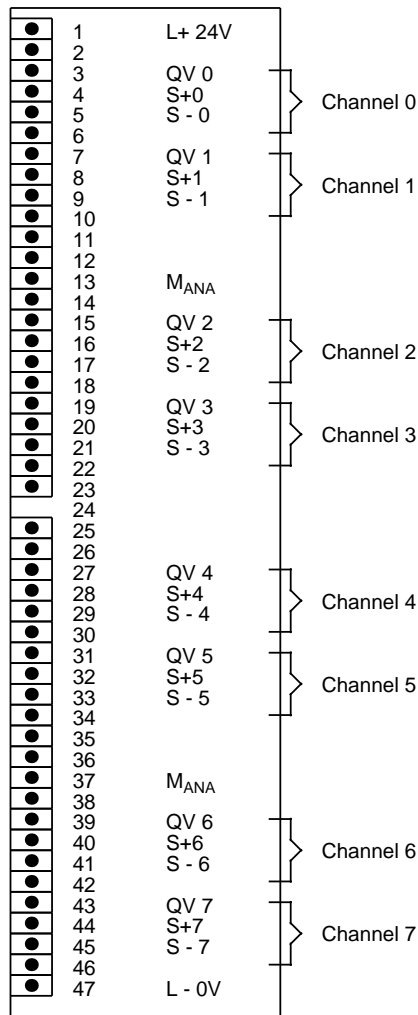 1 L+ 24V
2
3 QV 0
4 S+0 Channel 0
5 S - 0
6
7 QV 1
8 S+1 Channel 1
9 S - 1
10
11
12
13 MANA
14
15 QV 2
16 S+2 Channel 2
17 S - 2
18
19 QV 3
20 S+3 Channel 3
21 S - 3
22
23
24
25
26
27 QV 4
28 S+4 Channel 4
29 S - 4
30
31 QV 5
32 S+5 Channel 5
33 S - 5
34
35
36
37 MANA
38
39 QV 6
40 S+6 Channel 6
41 S - 6
42
43 QV 7
44 S+7 Channel 7
45 S - 7
46
47 L - 0V